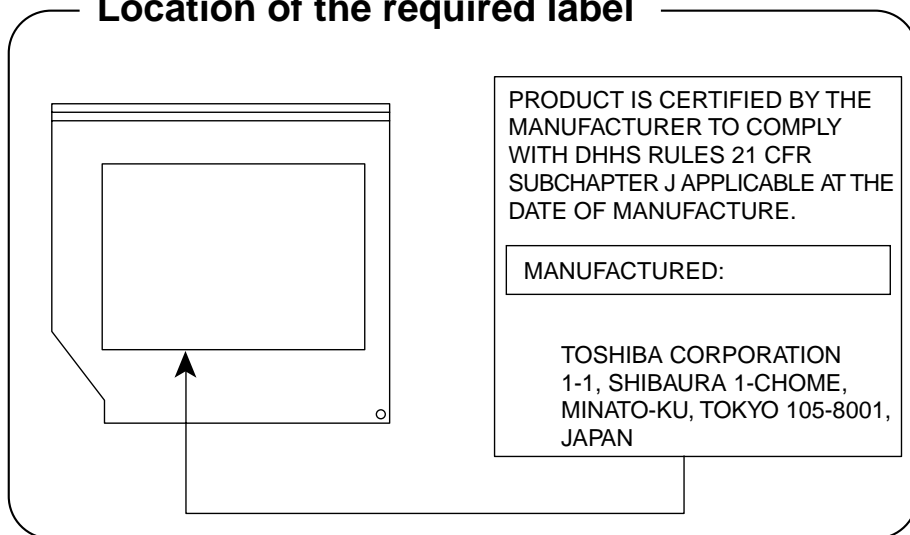 Location of the required label
PRODUCT IS CERTIFIED BY THE
MANUFACTURER TO COMPLY
WITH DHHS RULES 21 CFR
SUBCHAPTER J APPLICABLE AT THE
DATE OF MANUFACTURE.
MANUFACTURED:
TOSHIBA CORPORATION
1-1, SHIBAURA 1-CHOME,
MINATO-KU, TOKYO 105-8001,
JAPAN